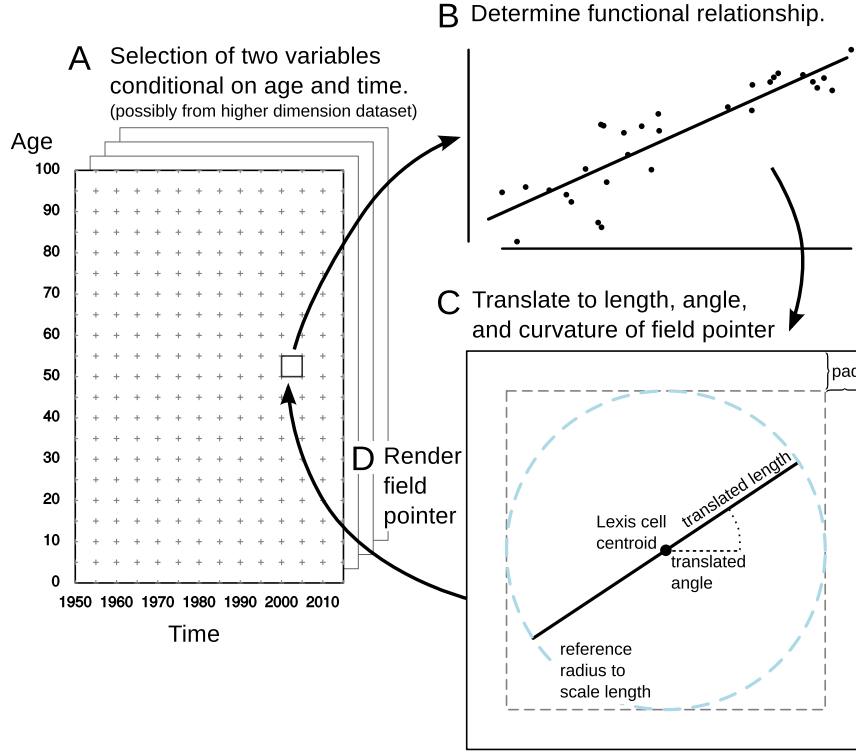 A Selection of two variables
conditional on age and time.
(possibly from higher dimension dataset)
Age
100
90
80
70
60
50
40
30
20
10
0
1950 1960 1970 1980 1990 2000 2010
Time
B Determine functional relationship.
C Translate to length, angle,
and curvature of field pointer
pad
translated length
Lexis cell
centroid
translated
angle
reference
radius to
scale length
D Render
field
pointer